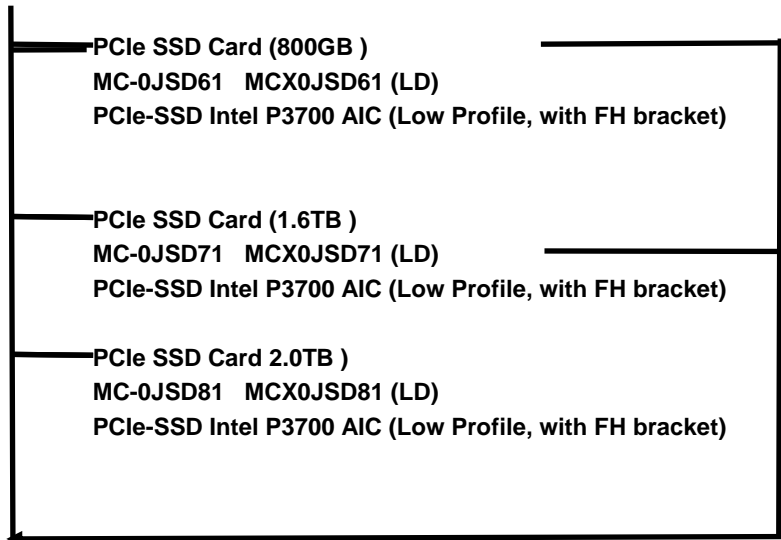 PCIe SSD Card (800GB )
MC-0JSD61 MCX0JSD61 (LD)
PCIe-SSD Intel P3700 AIC (Low Profile, with FH bracket)
PCIe SSD Card (1.6TB )
MC-0JSD71 MCX0JSD71 (LD)
PCIe-SSD Intel P3700 AIC (Low Profile, with FH bracket)
PCIe SSD Card 2.0TB )
MC-0JSD81 MCX0JSD81 (LD)
PCIe-SSD Intel P3700 AIC (Low Profile, with FH bracket)